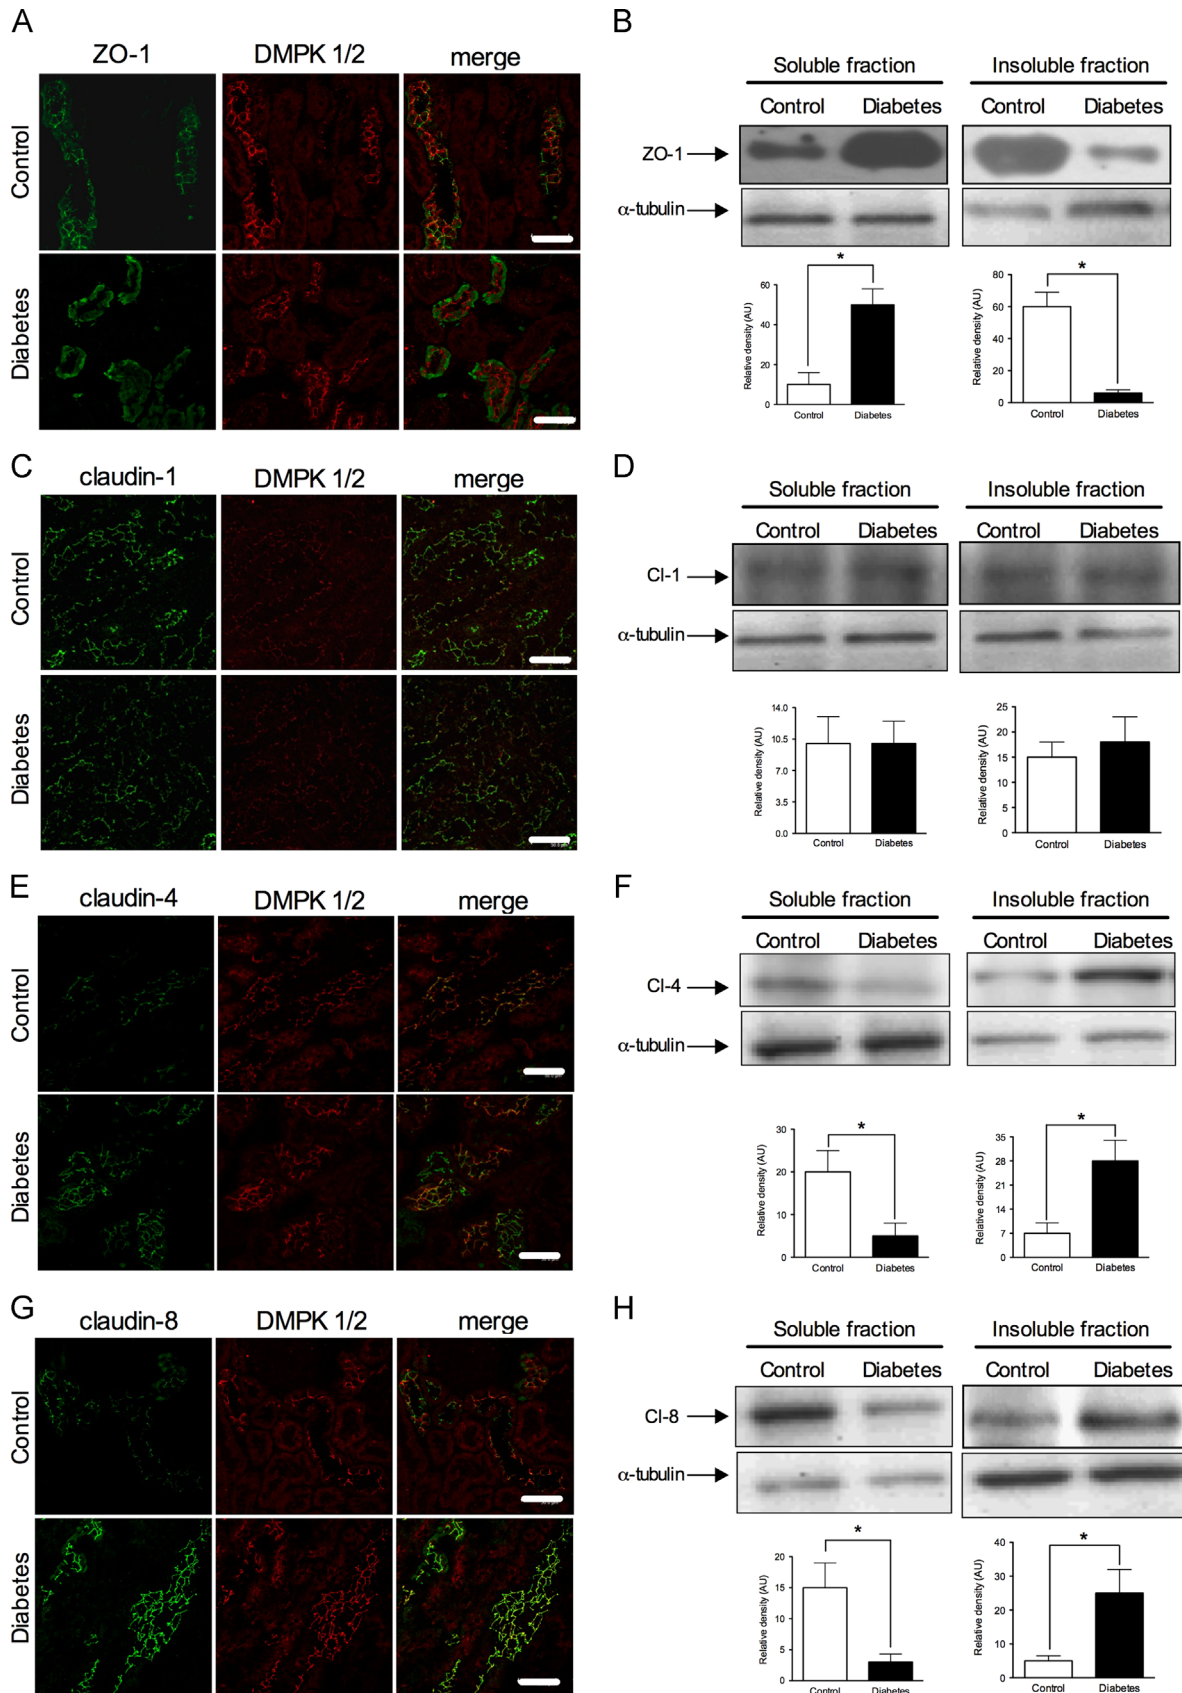 A
ZO-1 DMPK 1/2 merge
Control
Diabetes
B
Soluble fraction Insoluble fraction
Control Diabetes Control Diabetes
ZO-1
α-tubulin
*
Relative density (AU)
60
40
20
0
Control Diabetes
*
Relative density (AU)
80
60
40
20
0
Control Diabetes
C
claudin-1 DMPK 1/2 merge
Control
Diabetes
D
Soluble fraction Insoluble fraction
Control Diabetes Control Diabetes
Cl-1
α-tubulin
Relative density (AU)
14.0
10.5
7.0
3.5
0.0
Control Diabetes
Relative density (AU)
25
20
15
10
5
0
Control Diabetes
E
claudin-4 DMPK 1/2 merge
Control
Diabetes
F
Soluble fraction Insoluble fraction
Control Diabetes Control Diabetes
Cl-4
α-tubulin
*
Relative density (AU)
30
20
10
0
Control Diabetes
*
Relative density (AU)
35
28
21
14
7
0
Control Diabetes
G
claudin-8 DMPK 1/2 merge
Control
Diabetes
H
Soluble fraction Insoluble fraction
Control Diabetes Control Diabetes
Cl-8
α-tubulin
*
Relative density (AU)
20
15
10
5
0
Control Diabetes
*
Relative density (AU)
40
30
20
10
0
Control Diabetes